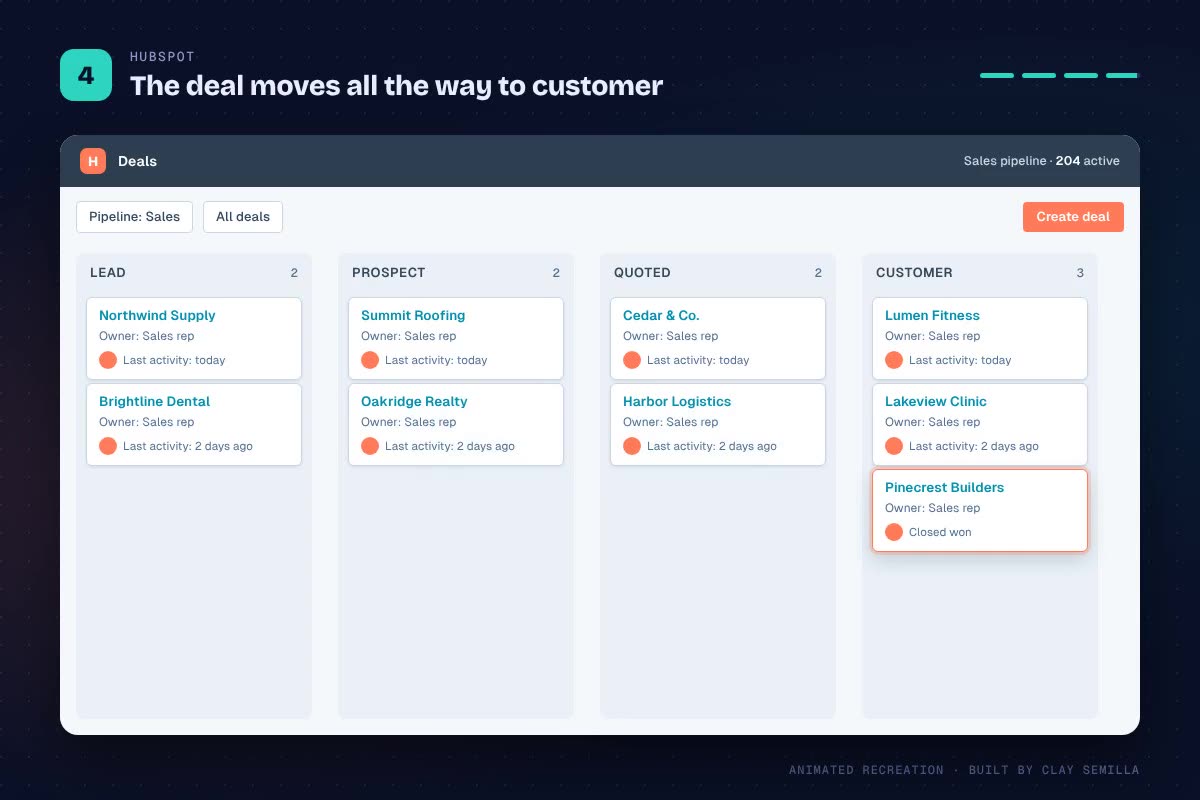 4
HUBSPOT
The deal moves all the way to customer
H
Deals
Sales pipeline · 204 active
Pipeline: Sales
All deals
Create deal
LEAD 2
Northwind Supply
Owner: Sales rep
Last activity: today
Brightline Dental
Owner: Sales rep
Last activity: 2 days ago
PROSPECT 2
Summit Roofing
Owner: Sales rep
Last activity: today
Oakridge Realty
Owner: Sales rep
Last activity: 2 days ago
QUOTED 2
Cedar & Co.
Owner: Sales rep
Last activity: today
Harbor Logistics
Owner: Sales rep
Last activity: 2 days ago
CUSTOMER 3
Lumen Fitness
Owner: Sales rep
Last activity: today
Lakeview Clinic
Owner: Sales rep
Last activity: 2 days ago
Pinecrest Builders
Owner: Sales rep
Closed won
ANIMATED RECREATION · BUILT BY CLAY SEMILLA